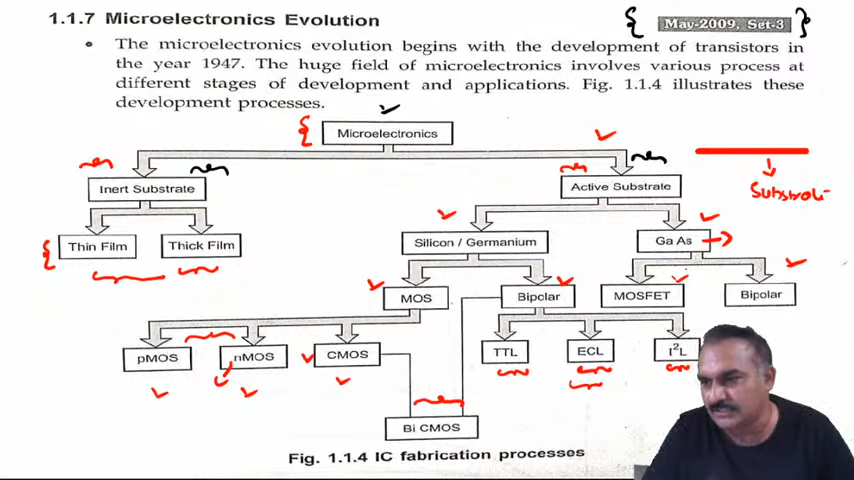 1.1.7 Microelectronics Evolution
May-2009, Set-3
• The microelectronics evolution begins with the development of transistors in
the year 1947. The huge field of microelectronics involves various process at
different stages of development and applications. Fig. 1.1.4 illustrates these
development processes.
Microelectronics
Inert Substrate
Active Substrate
Substrate
Thin Film
Thick Film
Silicon / Germanium
Ga As
MOS
Bipolar
MOSFET
Bipolar
pMOS
nMOS
CMOS
TTL
ECL
I²L
Bi CMOS
Fig. 1.1.4 IC fabrication processes